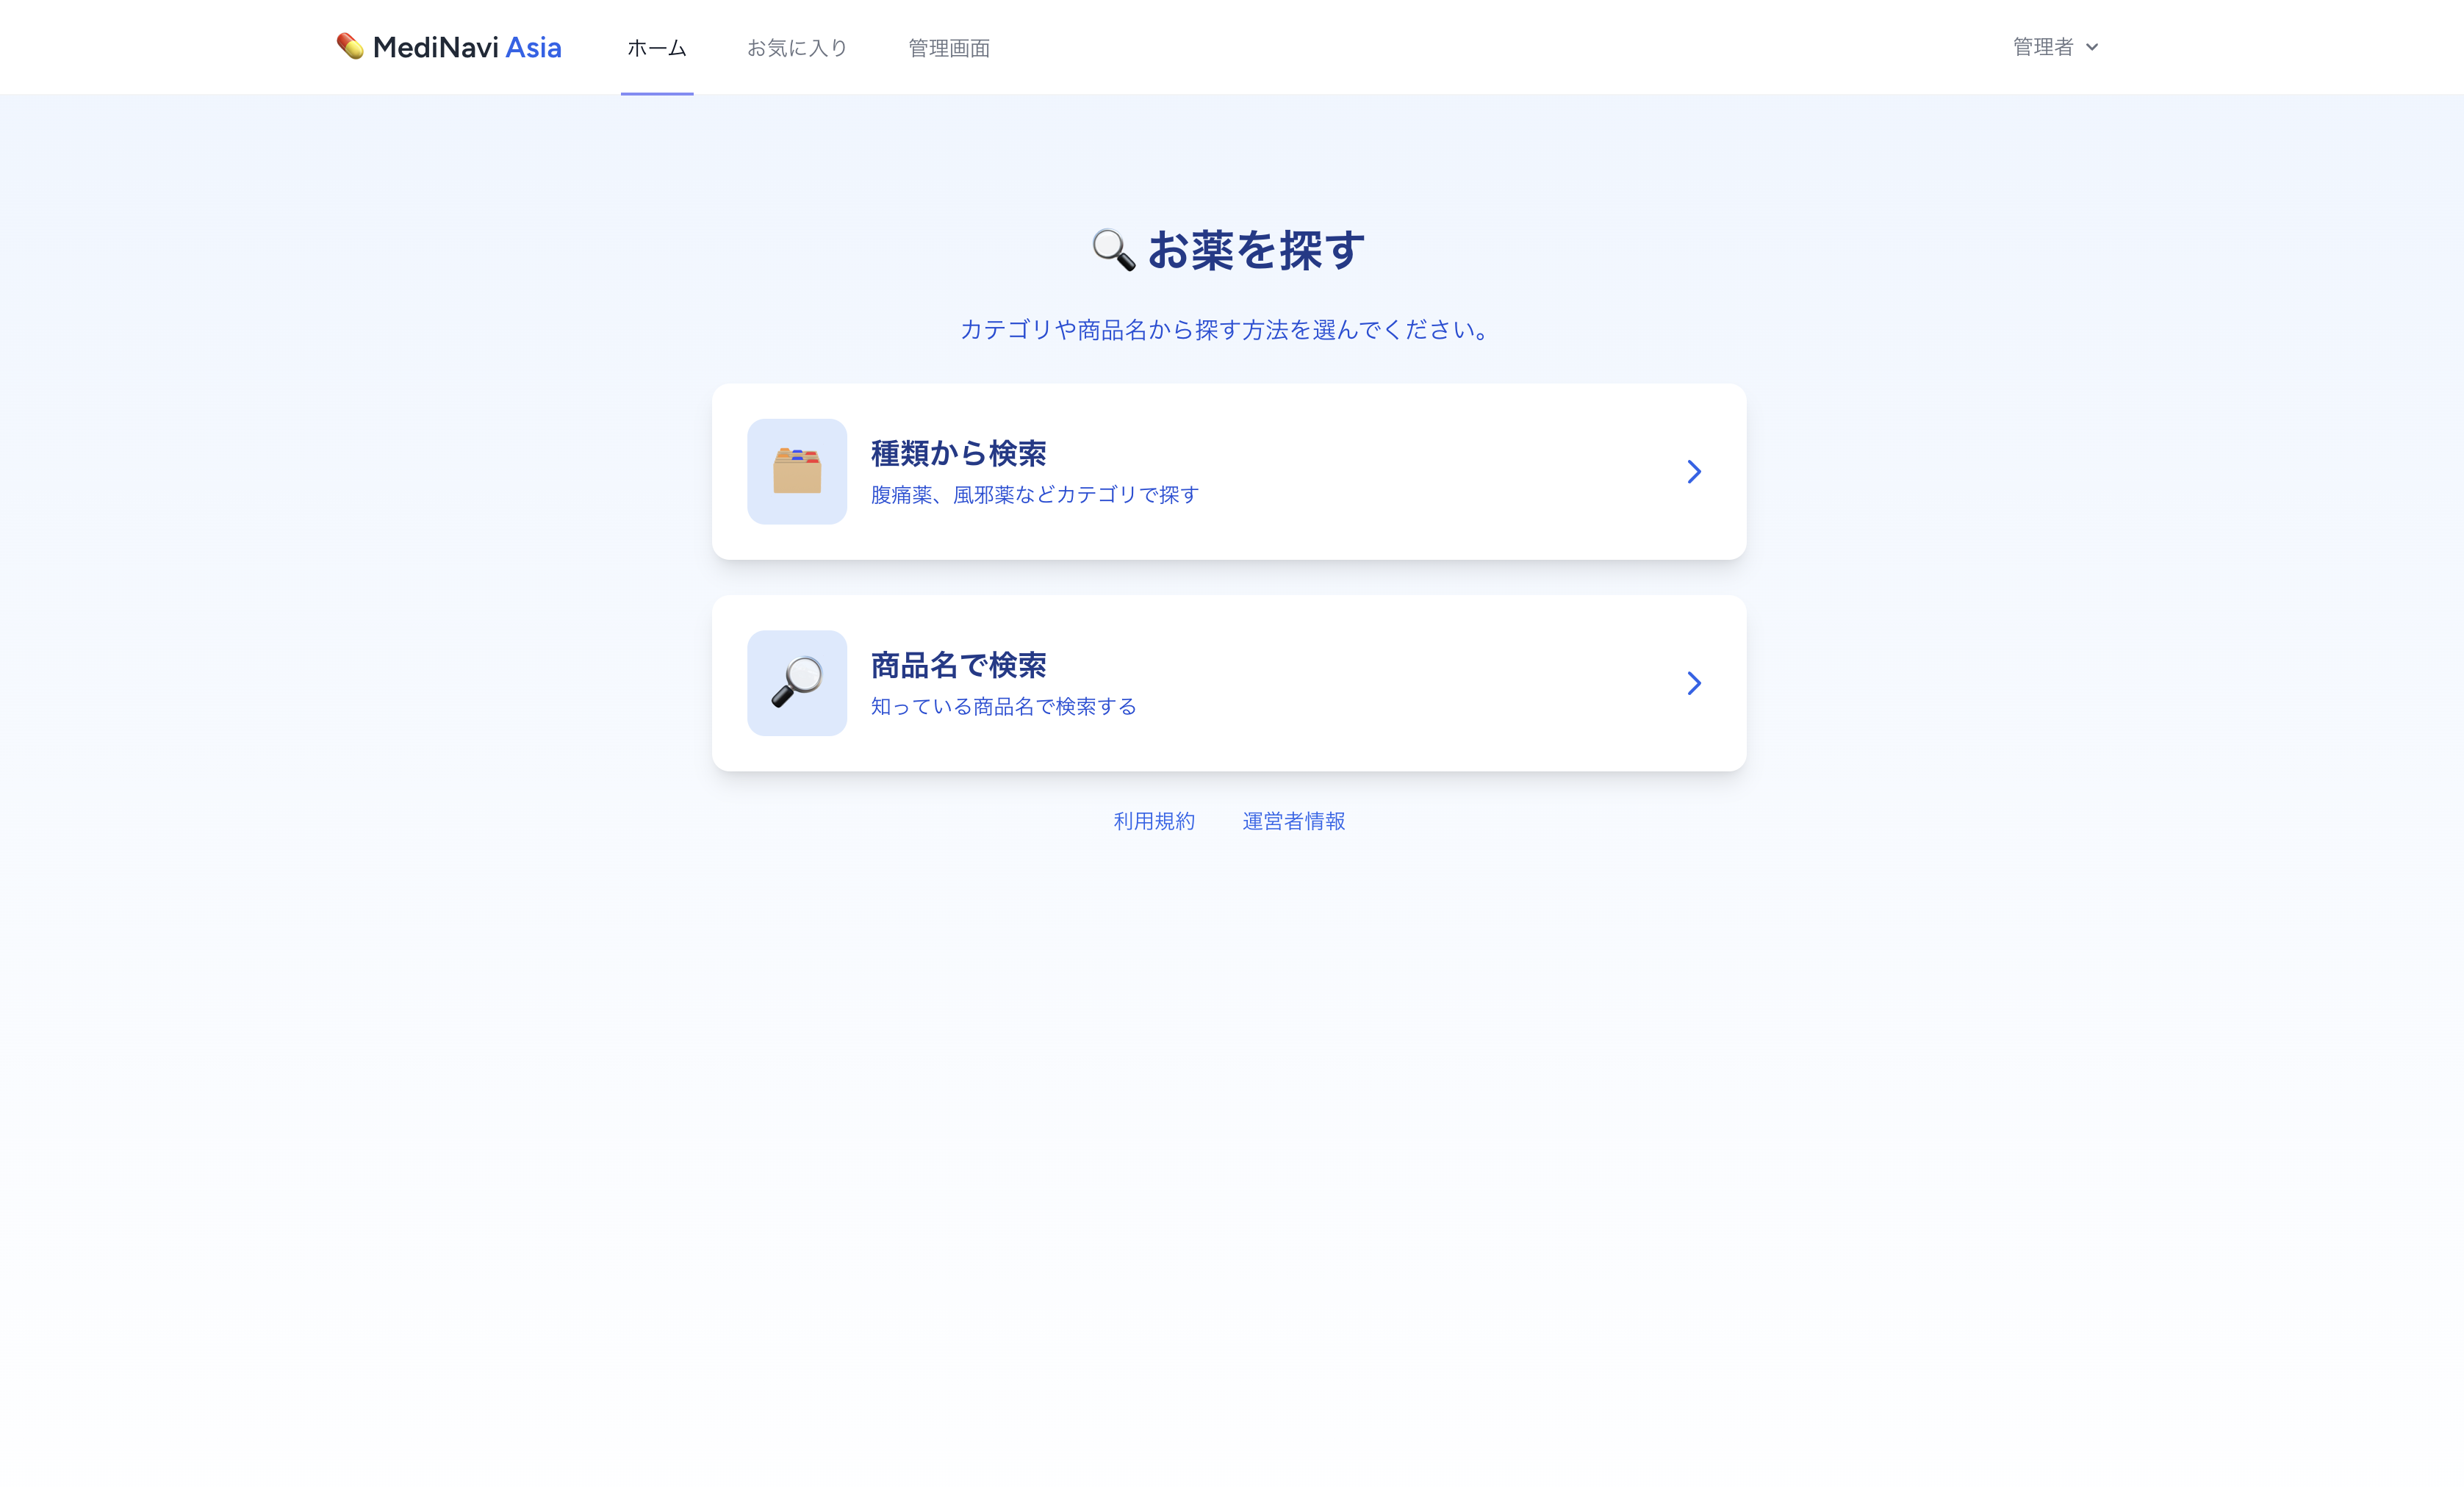 MediNavi Asia
ホーム
お気に入り
管理画面
管理者
お薬を探す
カテゴリや商品名から探す方法を選んでください。
種類から検索
腹痛薬、風邪薬などカテゴリで探す
商品名で検索
知っている商品名で検索する
利用規約
運営者情報